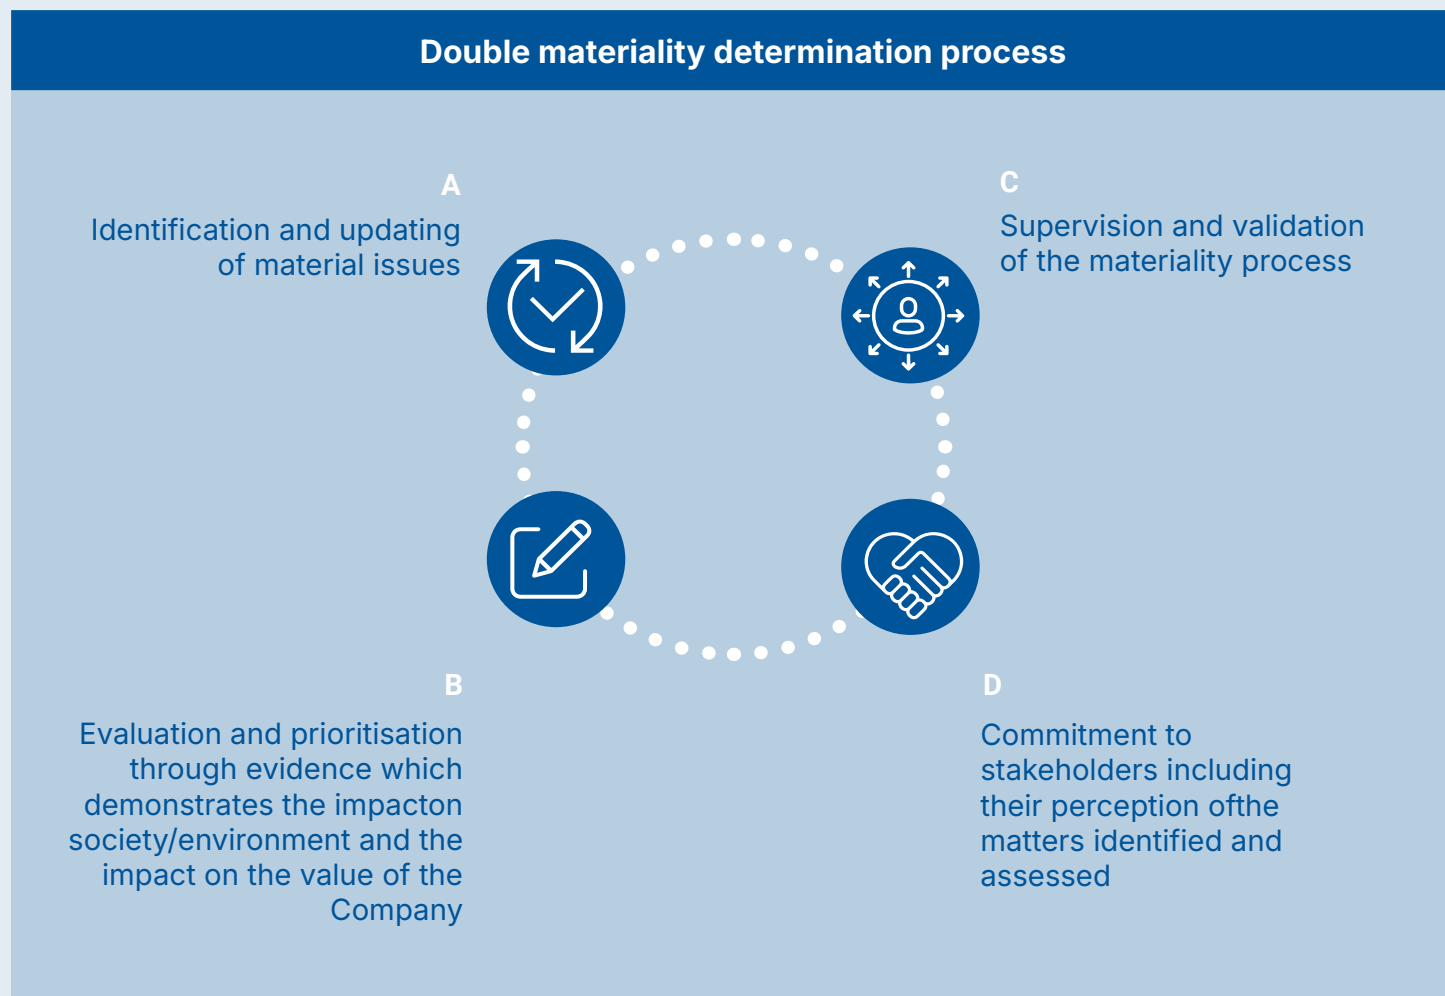 Double materiality determination process
A
Identification and updating
of material issues
C
Supervision and validation
of the materiality process
B
Evaluation and prioritisation
through evidence which
demonstrates the impacton
society/environment and the
impact on the value of the
Company
D
Commitment to
stakeholders including
their perception ofthe
matters identified and
assessed